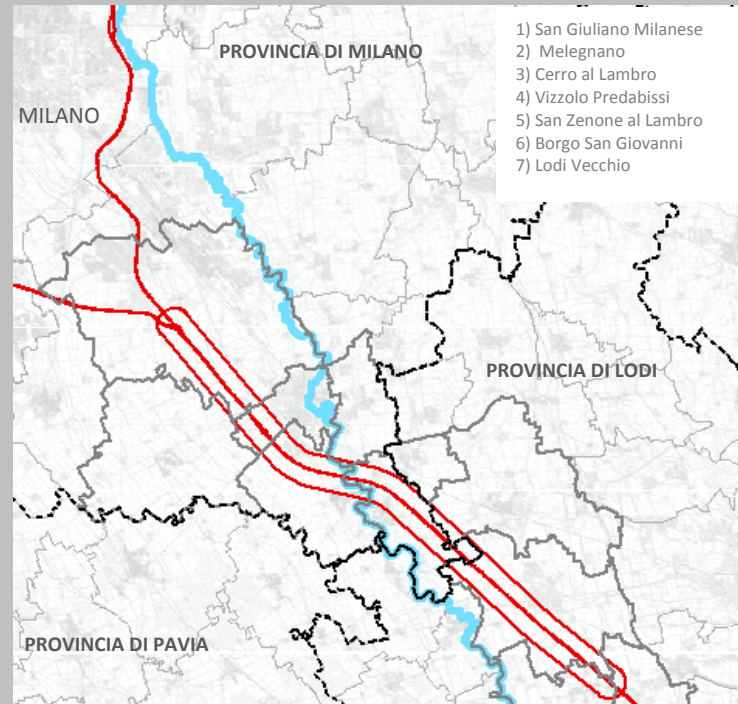 PROVINCIA DI MILANO
1) San Giuliano Milanese
2) Melegnano
3) Cerro al Lambro
4) Vizzolo Predabissi
5) San Zenone al Lambro
6) Borgo San Giovanni
7) Lodi Vecchio
MILANO
PROVINCIA DI LODI
PROVINCIA DI PAVIA